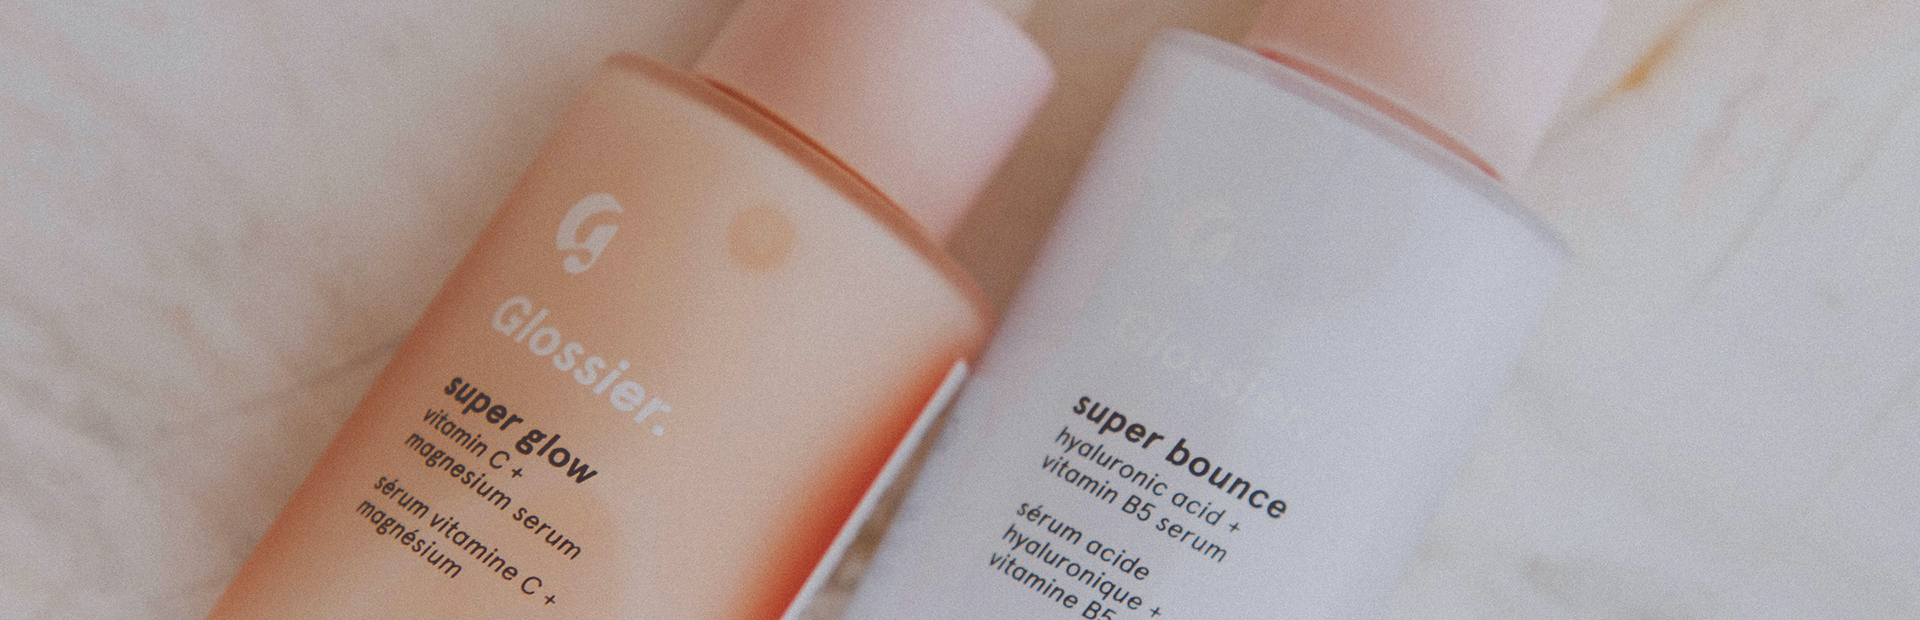 G
Glossier.
super glow
vitamin C +
magnesium serum
sérum vitamine C +
magnésium
G
Glossier.
super bounce
hyaluronic acid +
vitamin B5 serum
sérum acide
hyaluronique +
vitamine B5